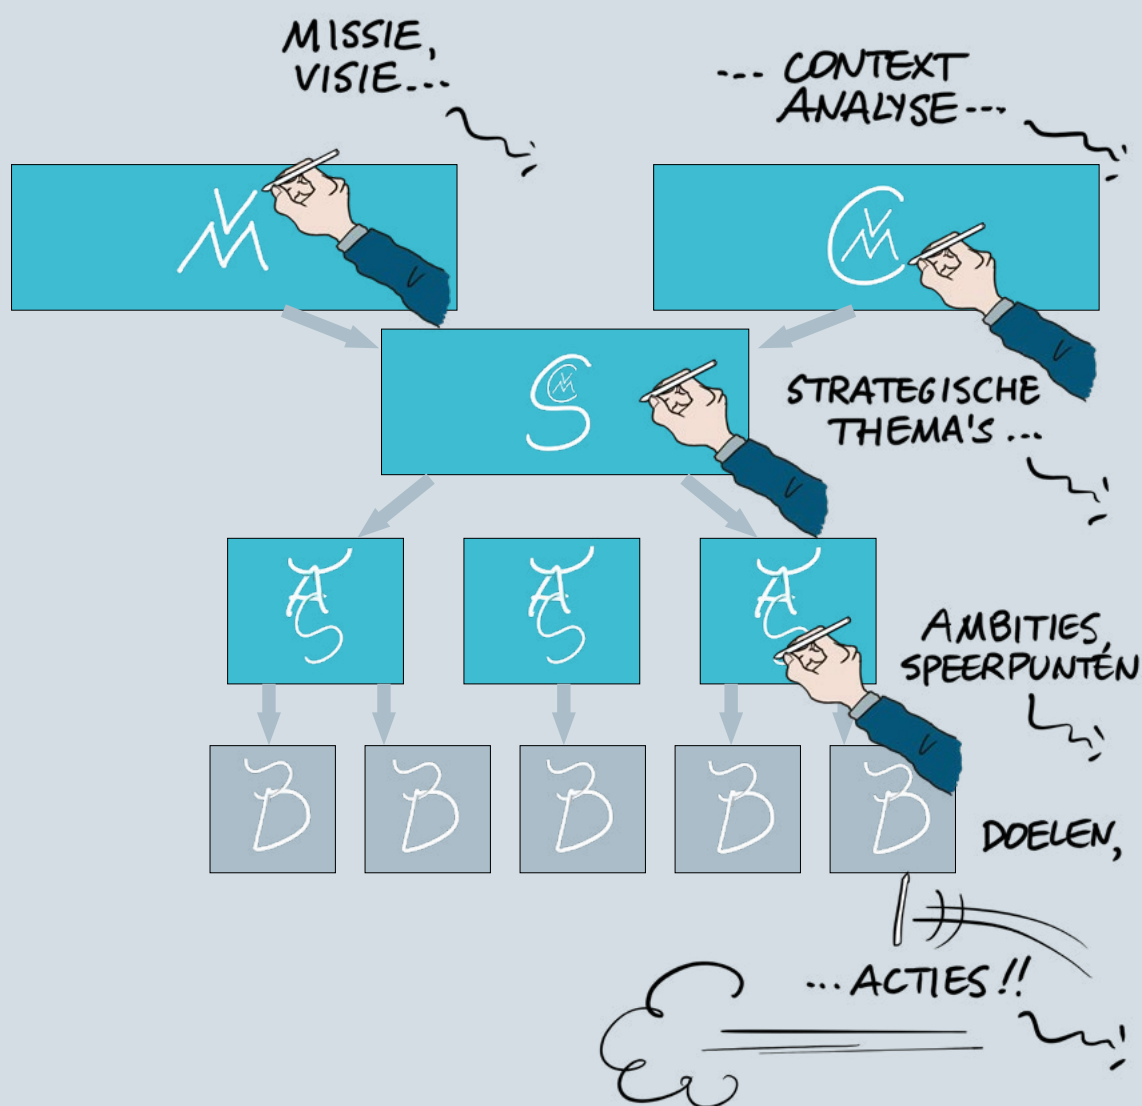 MISSIE,
VISIE...
... CONTEXT
ANALYSE ...
STRATEGISCHE
THEMA'S ...
AMBITIES,
SPEERPUNTEN
DOELEN,
... ACTIES!!